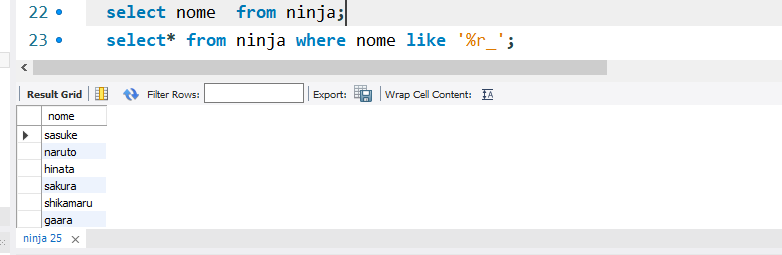 22 select nome  from ninja;
23 select* from ninja where nome like '%r_';
Result Grid Filter Rows: Export: Wrap Cell Content:
nome
sasuke
naruto
hinata
sakura
shikamaru
gaara
ninja 25